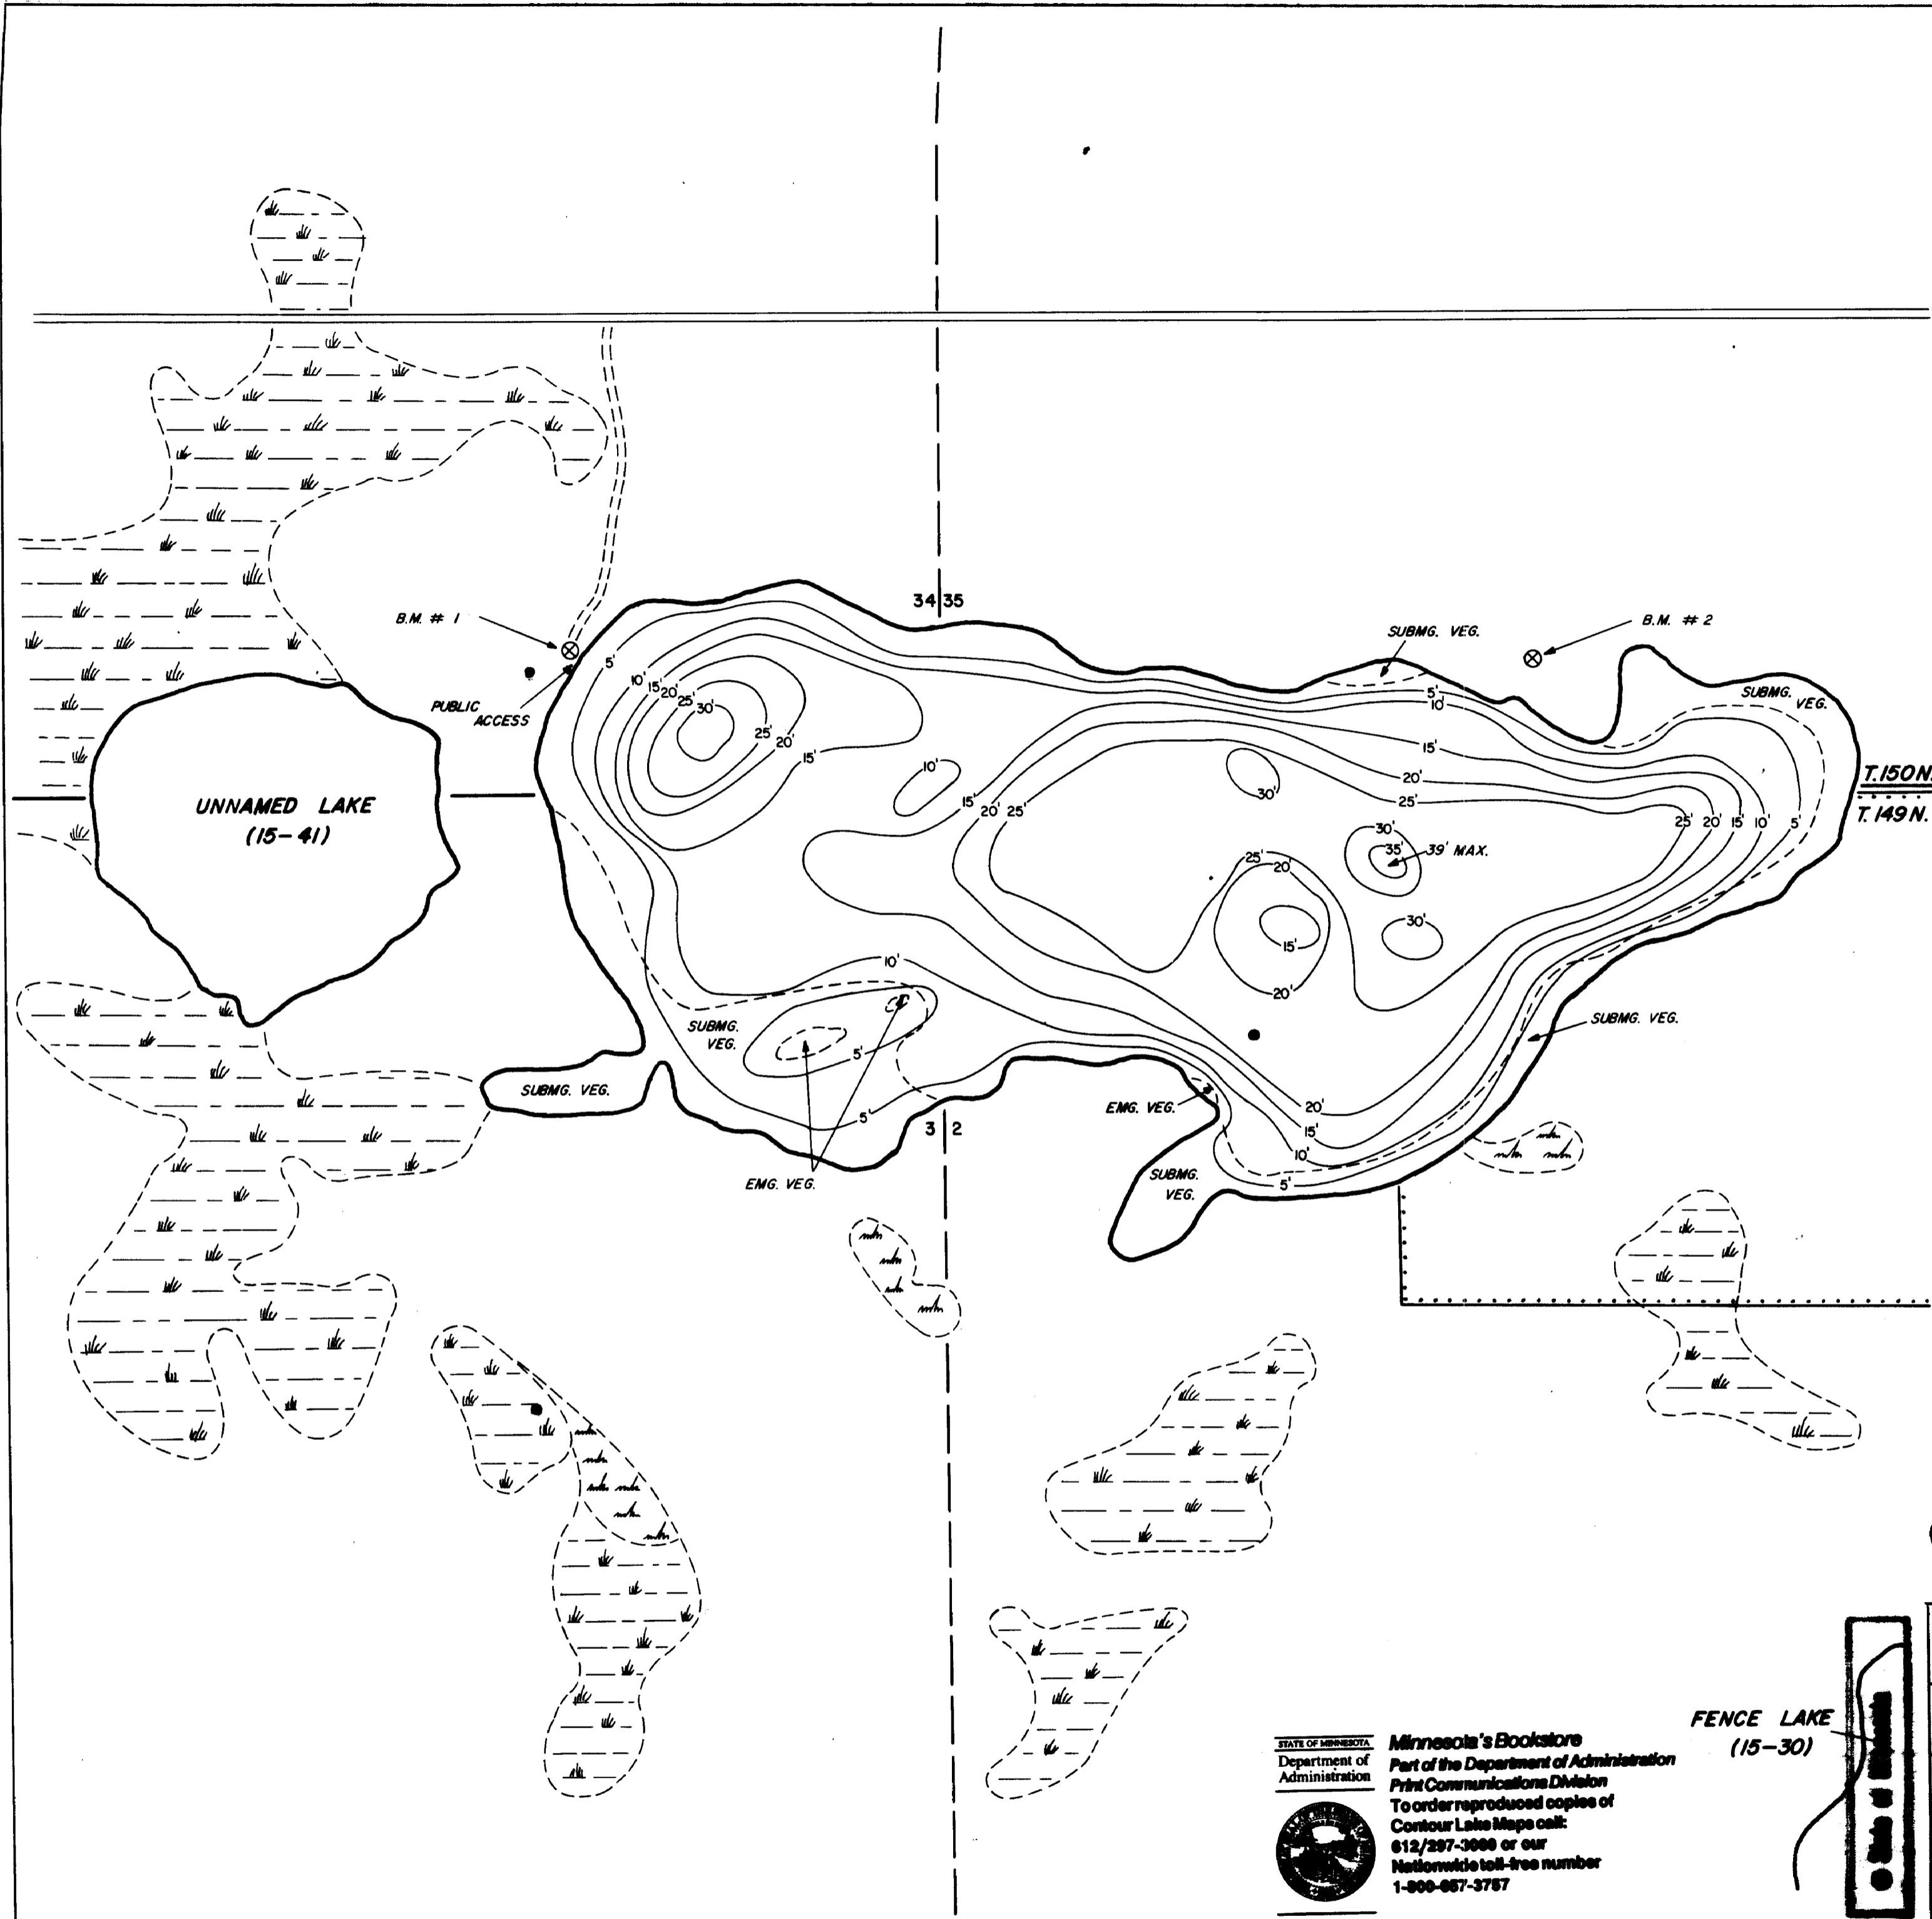 34 35
B.M. # 1
PUBLIC
ACCESS
SUBMG. VEG.
B.M. # 2
SUBMG.
VEG.
T. 150 N.
T. 149 N.
UNNAMED LAKE
(15-41)
5'
10'
15'
20'
25'
30'
25'
20'
15'
10'
15'
20'
25'
5'
10'
15'
20'
25'
30'
30'
35'
39' MAX.
25'
20'
15'
20'
30'
25'
20'
15'
10'
5'
10'
SUBMG.
VEG.
5'
5'
SUBMG. VEG.
SUBMG. VEG.
EMG. VEG.
20'
15'
10'
5'
3 2
EMG. VEG.
SUBMG.
VEG.
FENCE LAKE
(15-30)
STATE OF MINNESOTA
Department of
Administration
Minnesota's Bookstore
Part of the Department of Administration
Print Communications Division
To order reproduced copies of
Contour Lake Maps call:
612/297-3000 or our
Nationwide toll-free number
1-800-657-3757